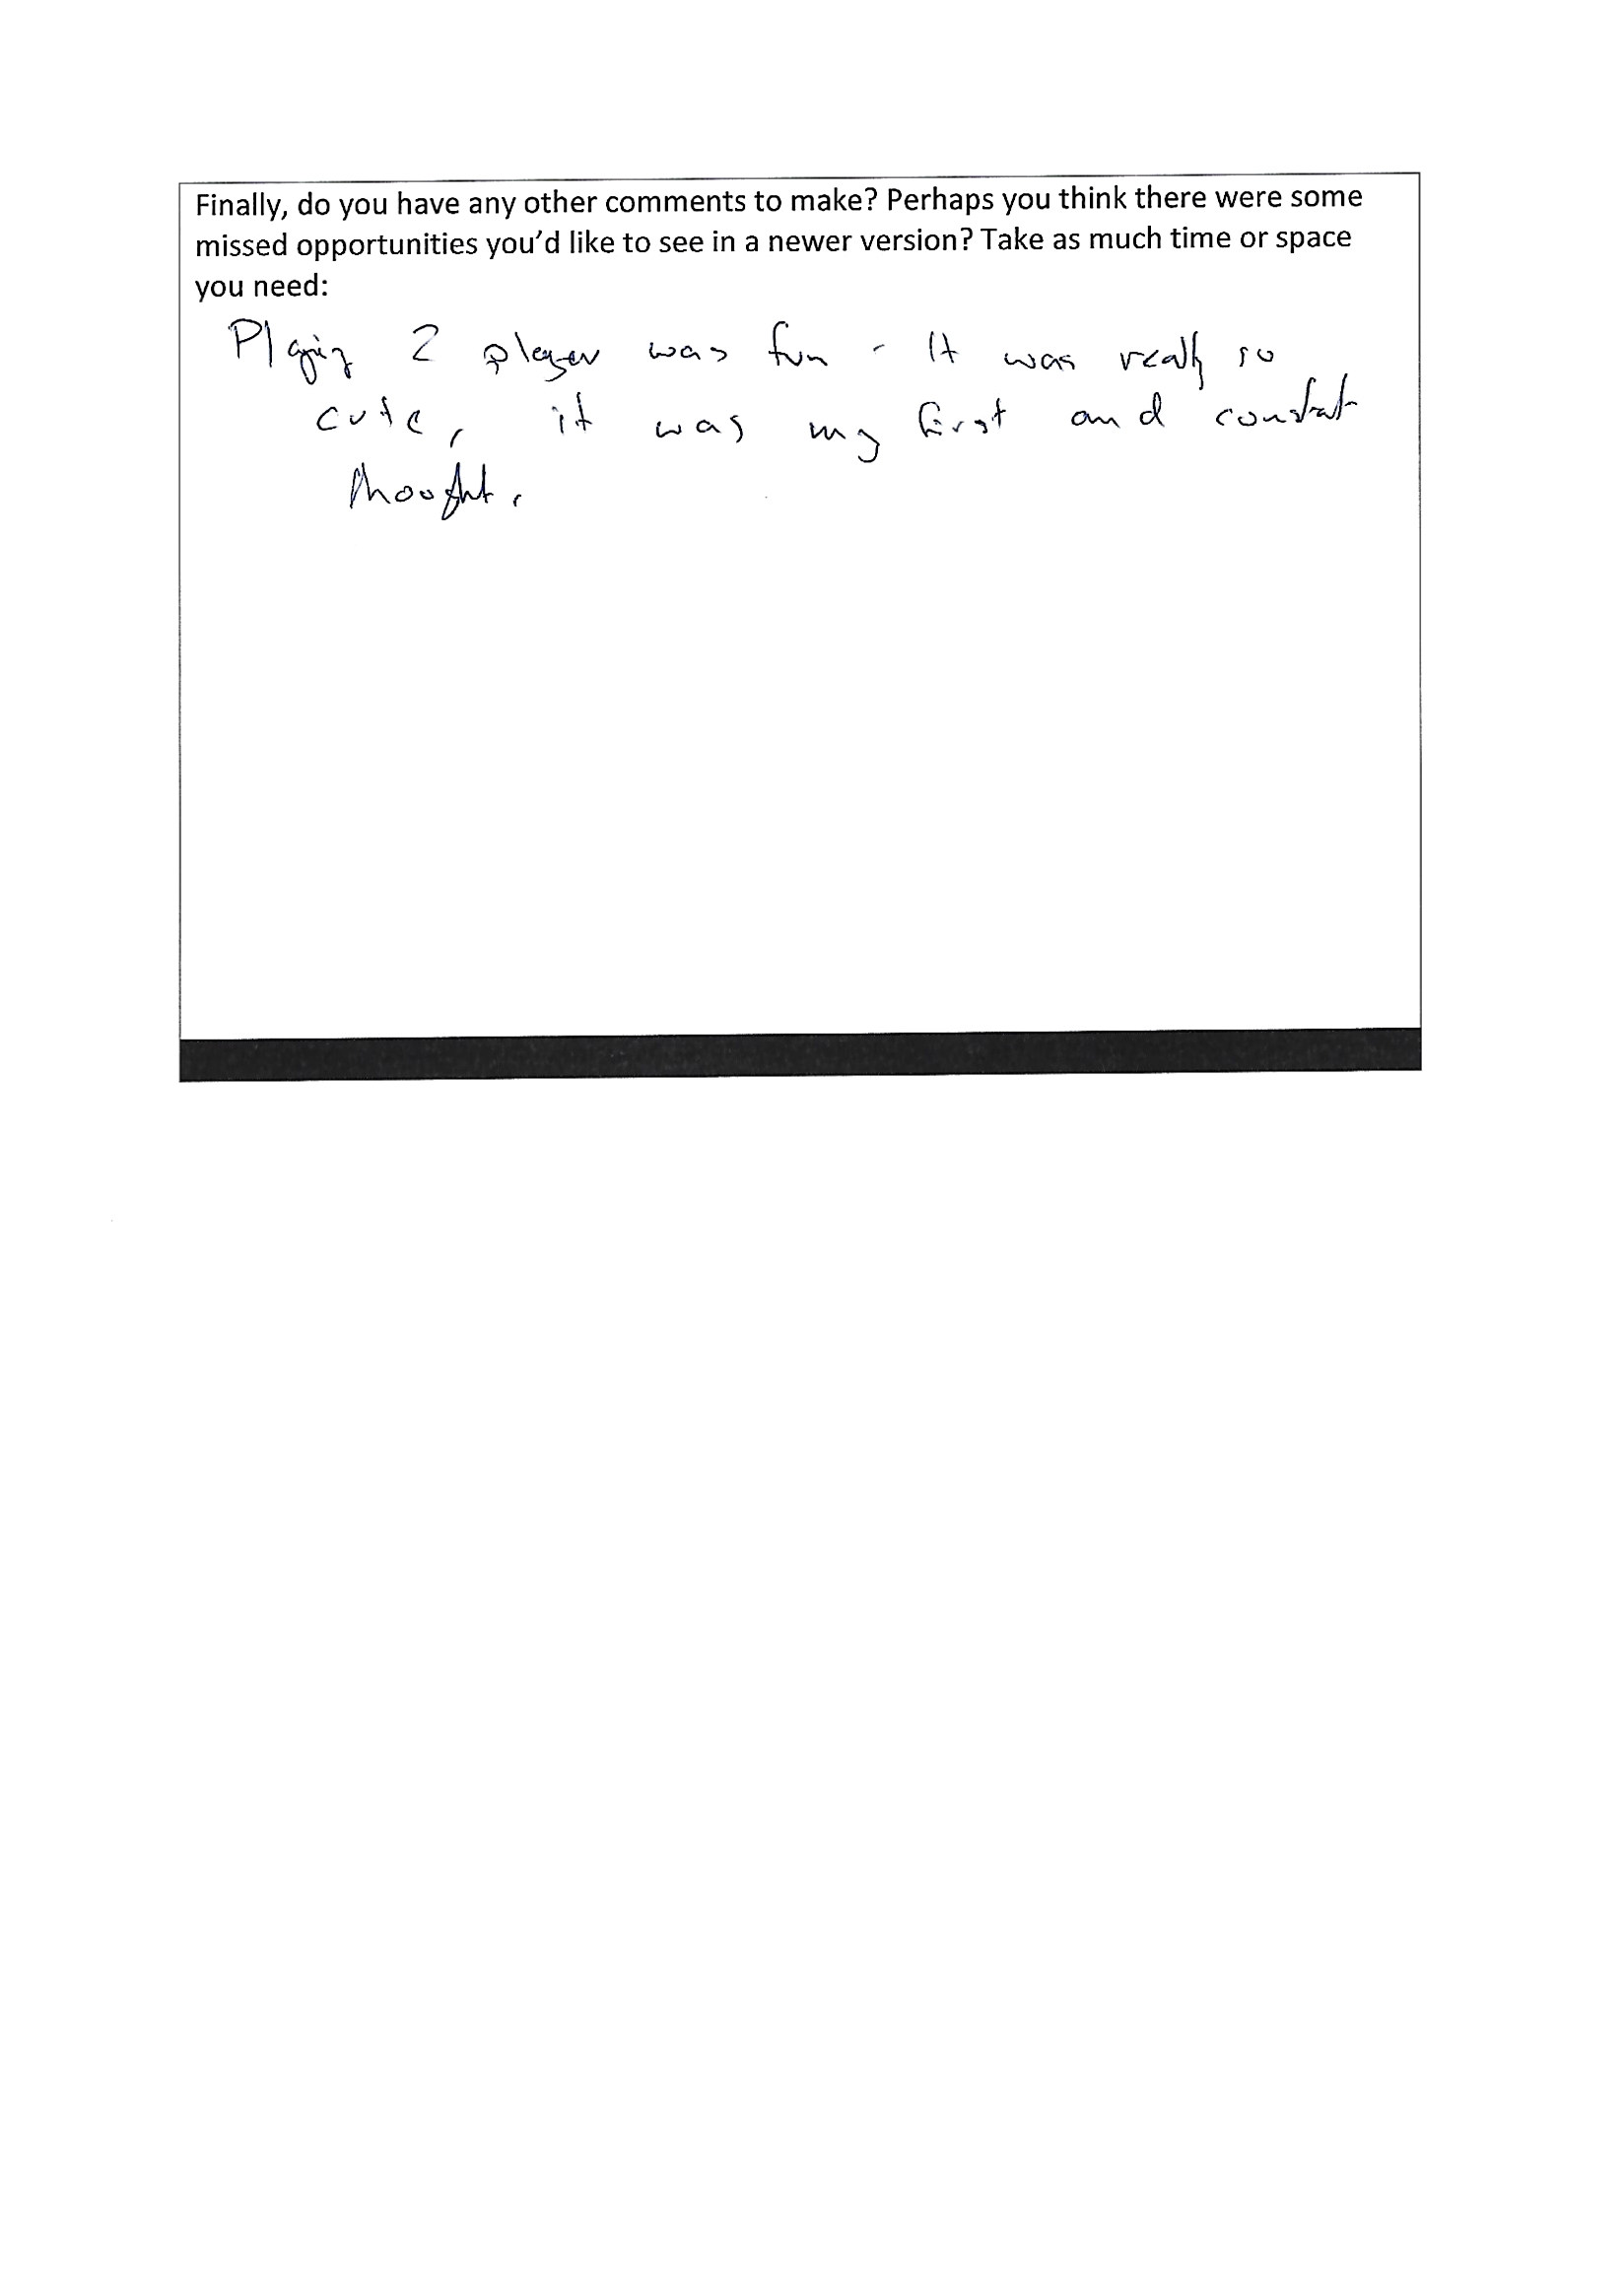 Finally, do you have any other comments to make? Perhaps you think there were some
missed opportunities you'd like to see in a newer version? Take as much time or space
you need:
Playing 2 player was fun - It was really so
cute, it was my first and constant
thought.